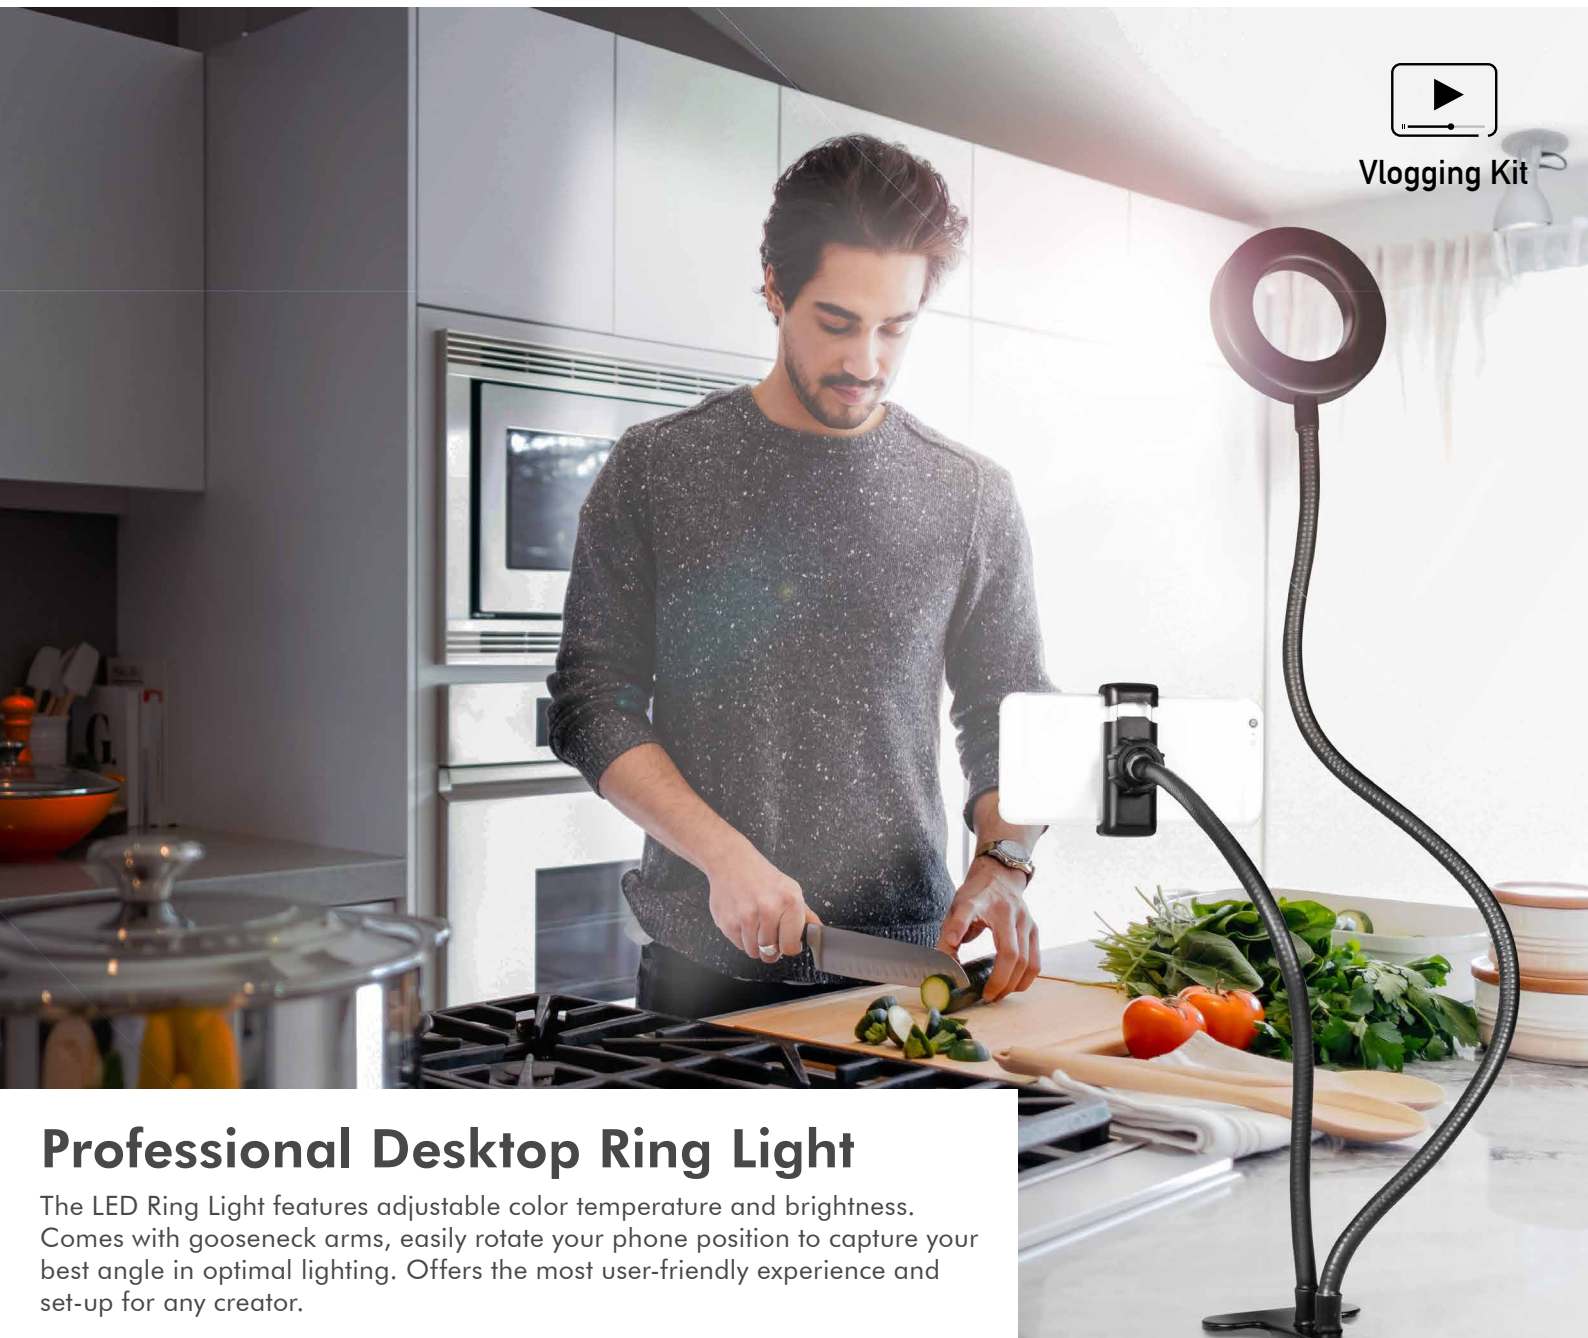 Vlogging Kit
Professional Desktop Ring Light
The LED Ring Light features adjustable color temperature and brightness.
Comes with gooseneck arms, easily rotate your phone position to capture your
best angle in optimal lighting. Offers the most user-friendly experience and
set-up for any creator.